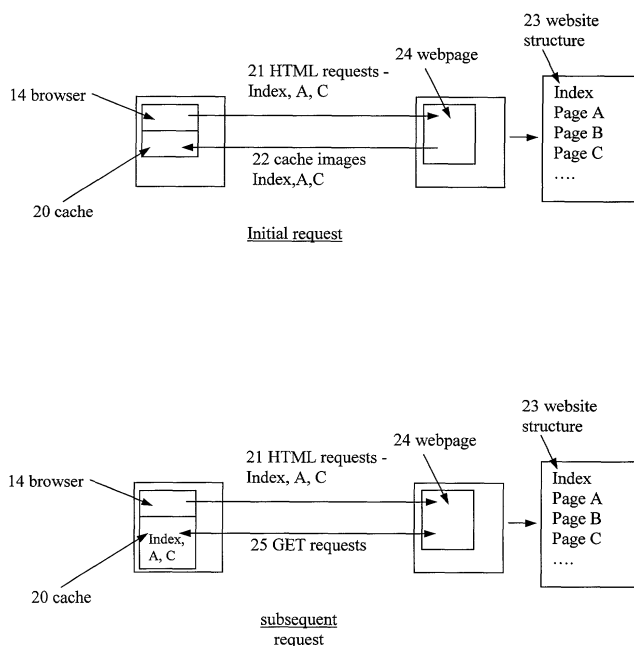 23 website
structure
24 webpage
21 HTML requests -
Index, A, C
14 browser
Index
Page A
Page B
Page C
....
22 cache images
Index,A,C
20 cache
Initial request
23 website
structure
24 webpage
21 HTML requests -
Index, A, C
14 browser
Index
Page A
Page B
Page C
....
Index,
A, C
25 GET requests
20 cache
subsequent
request